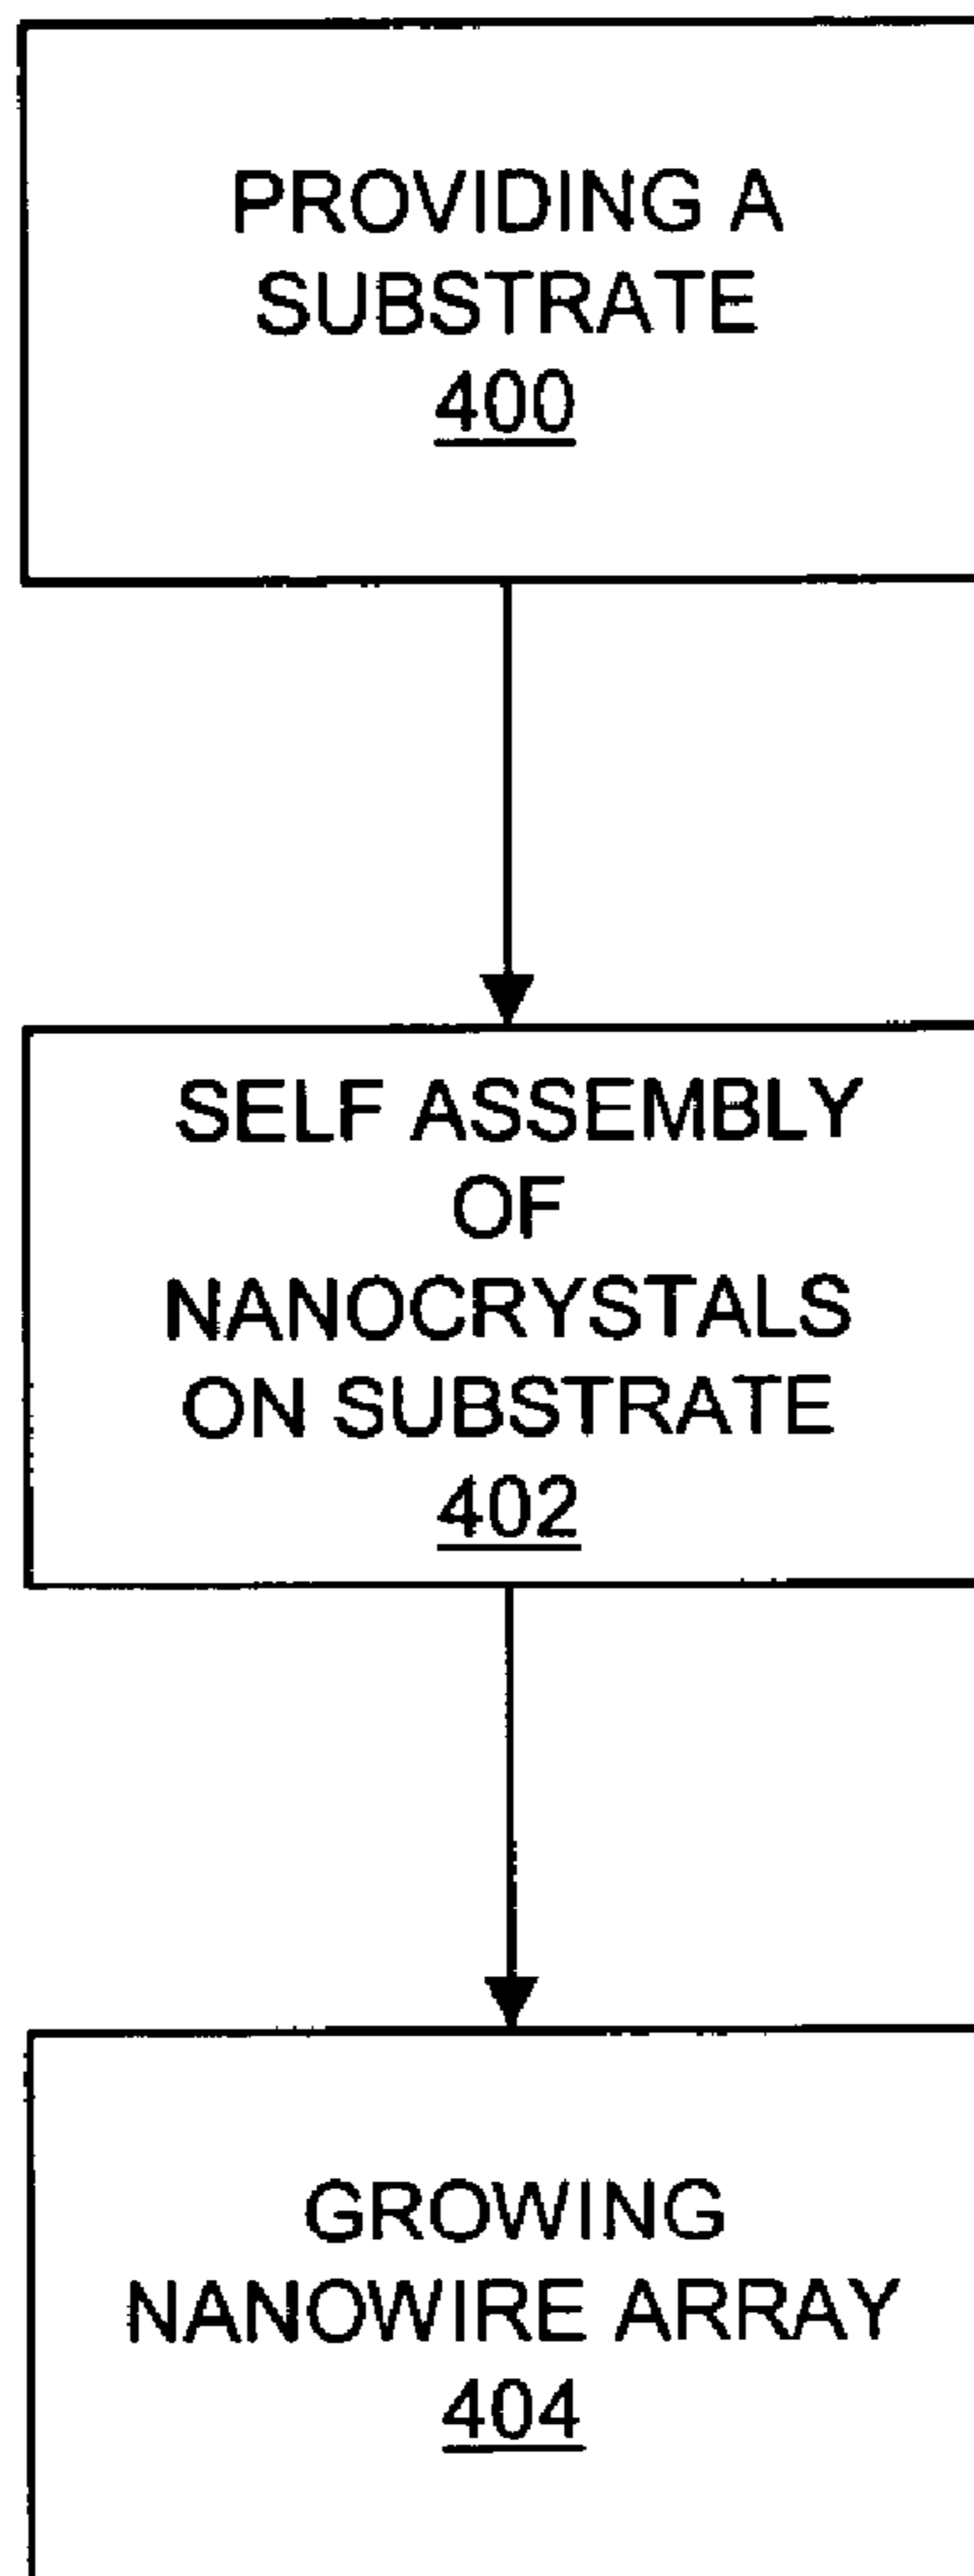 PROVIDING A
SUBSTRATE
400
SELF ASSEMBLY
OF
NANOCRYSTALS
ON SUBSTRATE
402
GROWING
NANOWIRE ARRAY
404